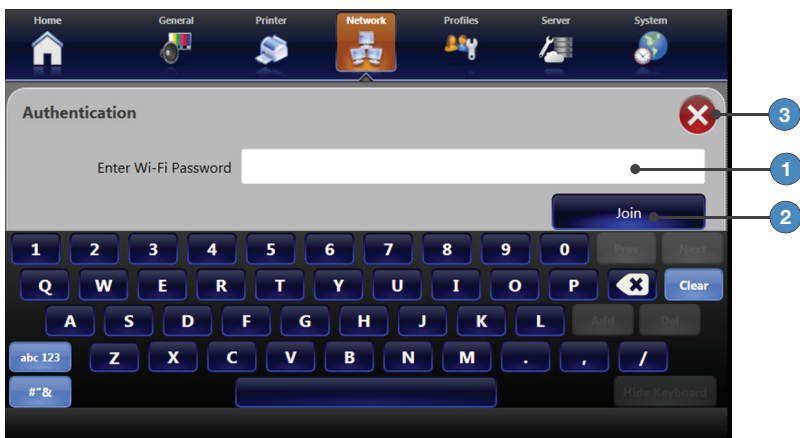 Home General Printer Network Profiles Server System
Authentication
3
Enter Wi-Fi Password
1
Join
2
1 2 3 4 5 6 7 8 9 0 Prev Next
Q W E R T Y U I O P Clear
A S D F G H J K L Add Del
abc 123 Z X C V B N M . , /
#"&
Hide Keyboard